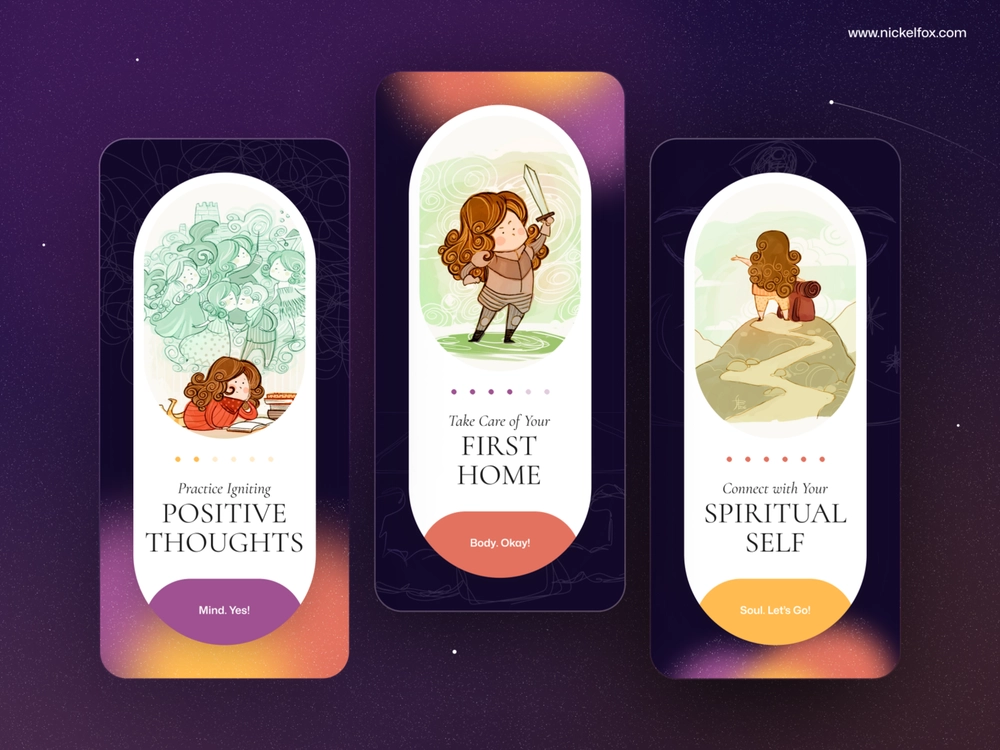 www.nickelfox.com
Practice Igniting
POSITIVE
THOUGHTS
Mind. Yes!
Take Care of Your
FIRST
HOME
Body. Okay!
Connect with Your
SPIRITUAL
SELF
Soul. Let's Go!